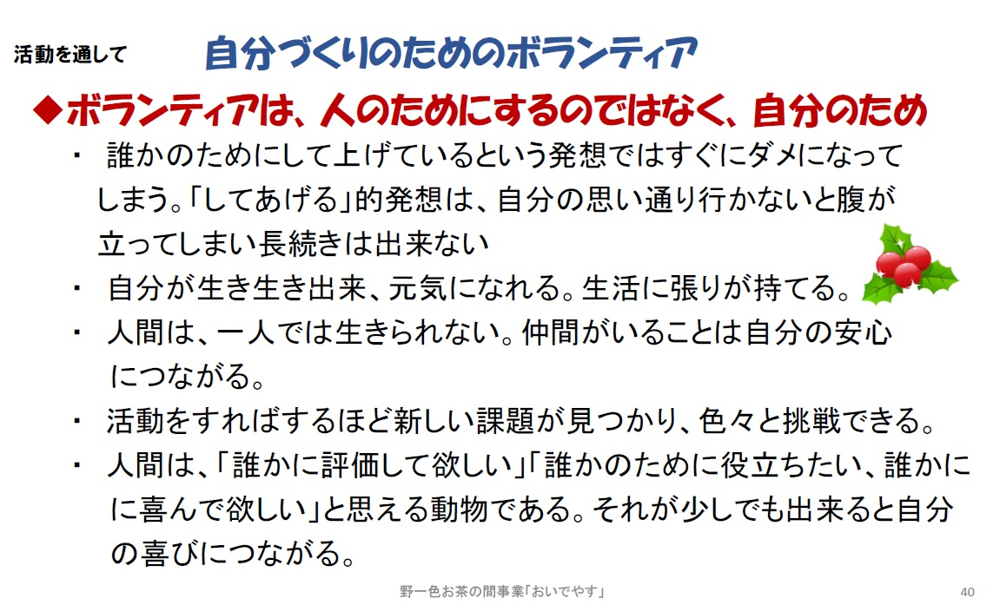 活動を通して　自分づくりのためのボランティア
◆ボランティアは、人のためにするのではなく、自分のため
・ 誰かのためにして上げているという発想ではすぐにダメになって
しまう。「してあげる」的発想は、自分の思い通り行かないと腹が
立ってしまい長続きは出来ない
・ 自分が生き生き出来、元気になれる。生活に張りが持てる。
・ 人間は、一人では生きられない。仲間がいることは自分の安心
につながる。
・ 活動をすればするほど新しい課題が見つかり、色々と挑戦できる。
・ 人間は、「誰かに評価して欲しい」「誰かのために役立ちたい、誰かに
に喜んで欲しい」と思える動物である。それが少しでも出来ると自分
の喜びにつながる。
野一色お茶の間事業「おいでやす」　40